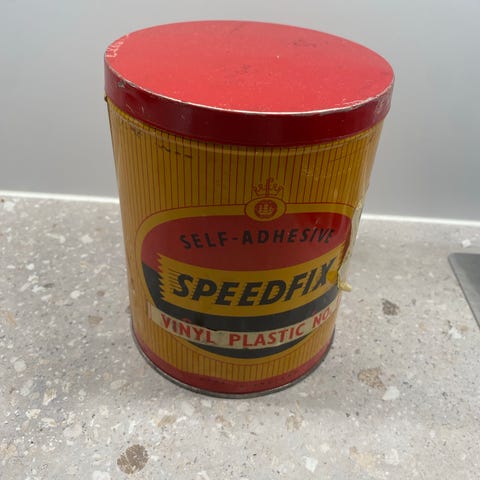 SELF-ADHESIVE
SPEEDFIX
VINYL PLASTIC NO.